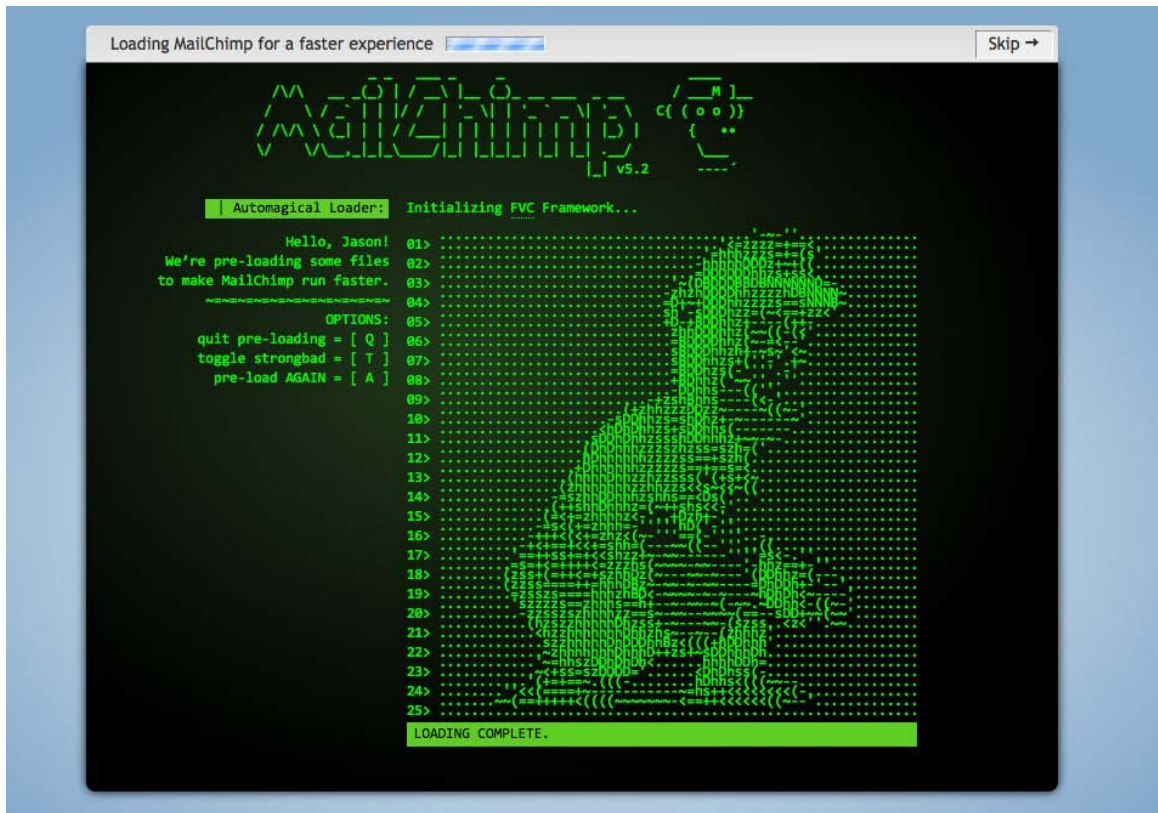 Loading MailChimp for a faster experience
Skip →
MailChimp
v5.2
| Automagical Loader:
Initializing FVC Framework...
Hello, Jason!
We're pre-loading some files
to make MailChimp run faster.
~=~=~=~=~=~=~=~=~=~=~=~
OPTIONS:
quit pre-loading = [ Q ]
toggle strongbad = [ T ]
pre-load AGAIN = [ A ]
01>
02>
03>
04>
05>
06>
07>
08>
09>
10>
11>
12>
13>
14>
15>
16>
17>
18>
19>
20>
21>
22>
23>
24>
25>
LOADING COMPLETE.